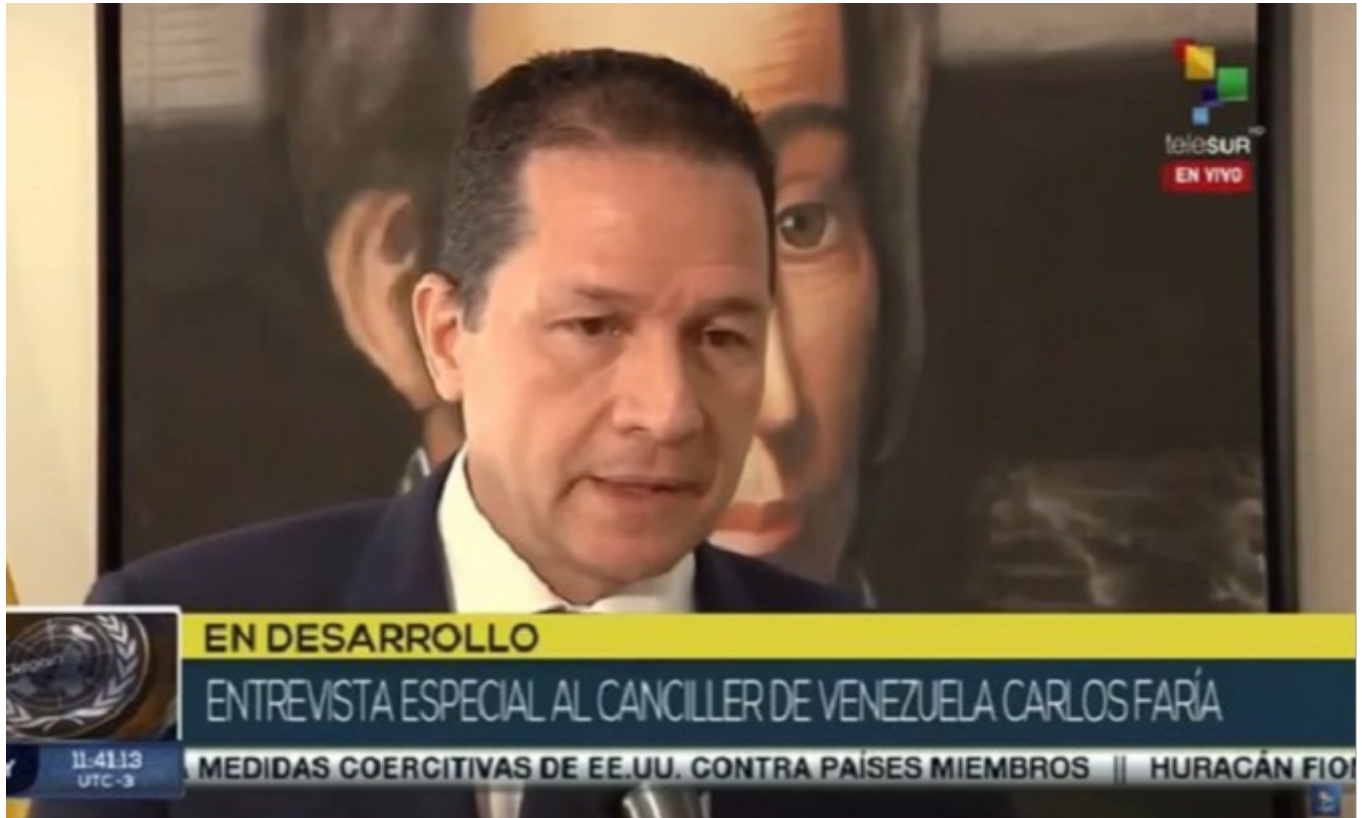 teleSUR HD
EN VIVO
EN DESARROLLO
ENTREVISTA ESPECIAL AL CANCILLER DE VENEZUELA CARLOS FARÍA
11:41:13
UTC -3
MEDIDAS COERCITIVAS DE EE.UU. CONTRA PAÍSES MIEMBROS || HURACÁN FIO